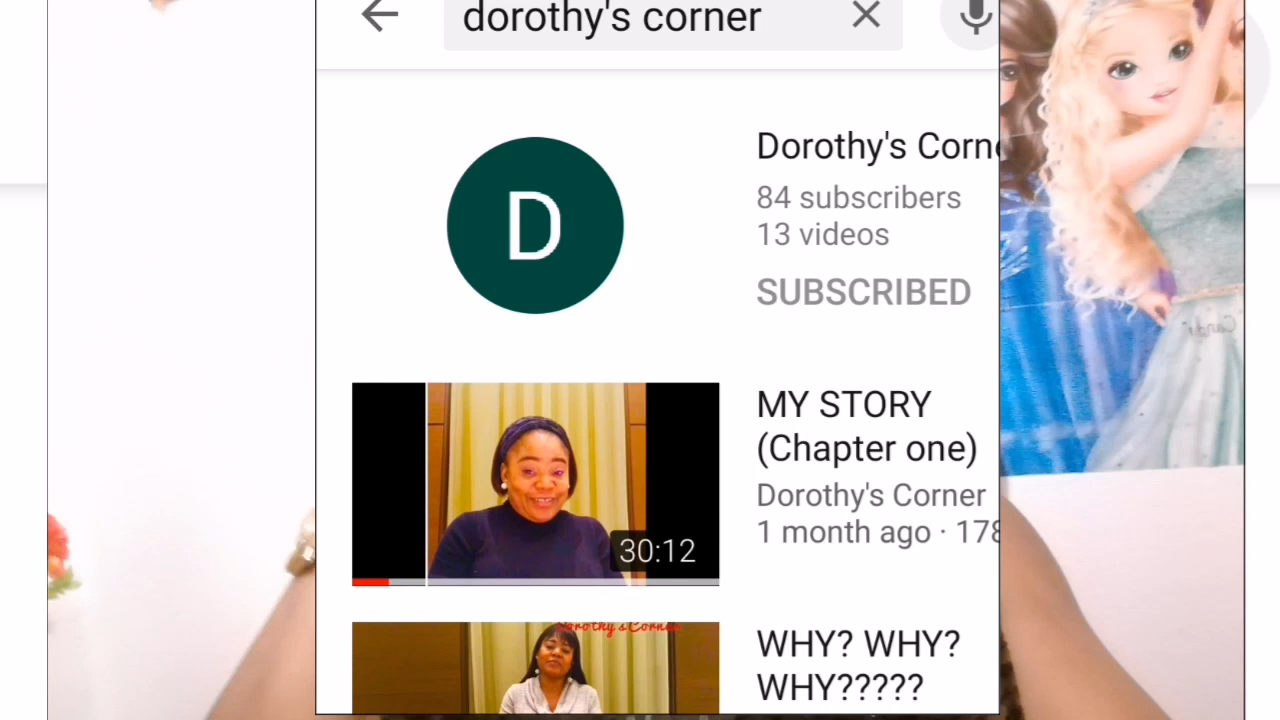 dorothy's corner
D
Dorothy's Corne
84 subscribers
13 videos
SUBSCRIBED
MY STORY
(Chapter one)
Dorothy's Corner
1 month ago · 178
30:12
Dorothy's Corner
WHY? WHY?
WHY?????